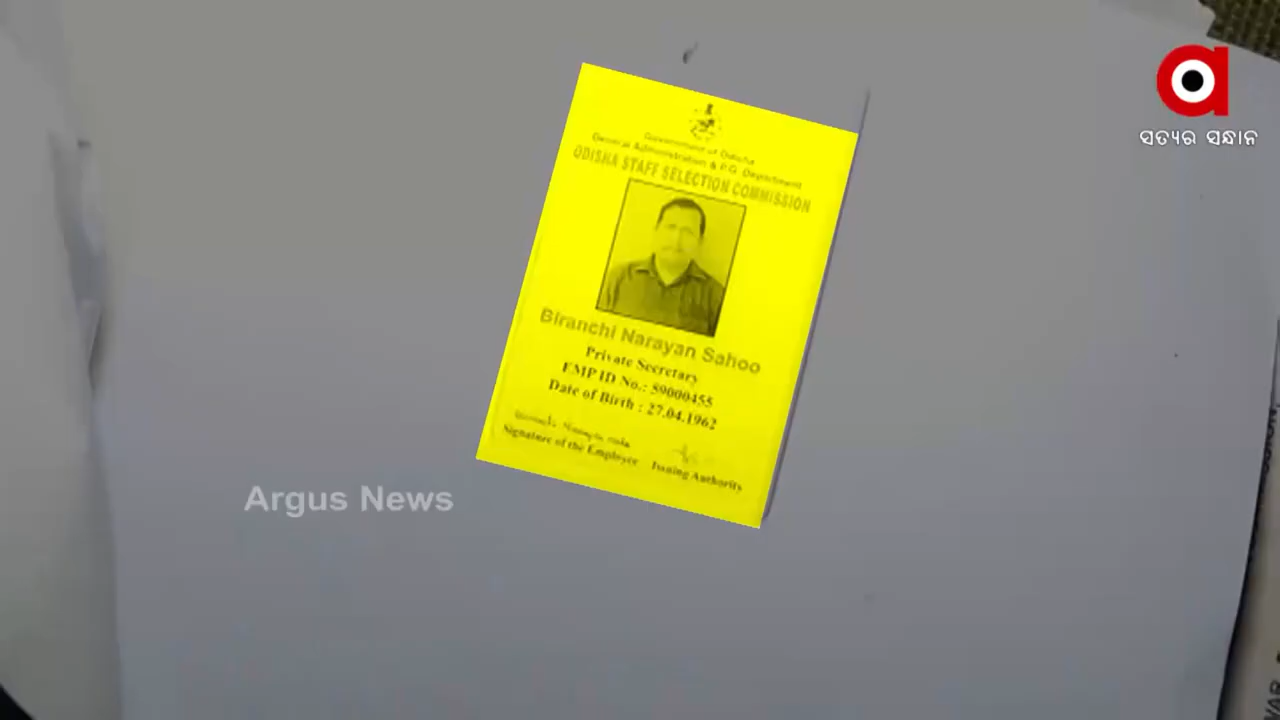 ସତ୍ୟର ସନ୍ଧାନ
Government of Odisha
General Administration & P.G. Department
ODISHA STAFF SELECTION COMMISSION
Biranchi Narayan Sahoo
Private Secretary
EMP ID No.: 59000455
Date of Birth : 27.04.1962
Signature of the Employee Issuing Authority
Argus News